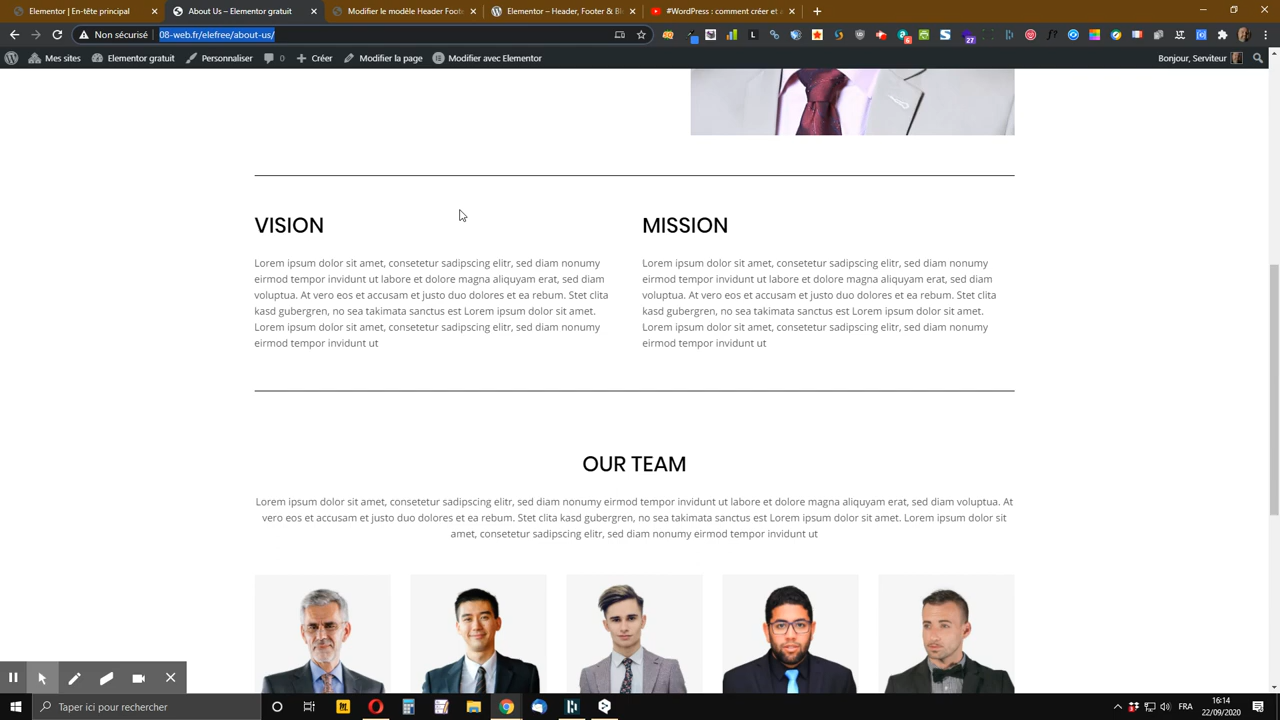 Elementor En-tête principal
About Us – Elementor gratuit
Modifier le modèle Header Foote
Elementor – Header, Footer & Bl
#WordPress : comment créer et
Non sécurisé
08-web.fr/elefree/about-us/
6
27
Mes sites
Elementor gratuit
Personnaliser
0
Créer
Modifier la page
Modifier avec Elementor
Bonjour, Serviteur
VISION
Lorem ipsum dolor sit amet, consetetur sadipscing elitr, sed diam nonumy
eirmod tempor invidunt ut labore et dolore magna aliquyam erat, sed diam
voluptua. At vero eos et accusam et justo duo dolores et ea rebum. Stet clita
kasd gubergren, no sea takimata sanctus est Lorem ipsum dolor sit amet.
Lorem ipsum dolor sit amet, consetetur sadipscing elitr, sed diam nonumy
eirmod tempor invidunt ut
MISSION
Lorem ipsum dolor sit amet, consetetur sadipscing elitr, sed diam nonumy
eirmod tempor invidunt ut labore et dolore magna aliquyam erat, sed diam
voluptua. At vero eos et accusam et justo duo dolores et ea rebum. Stet clita
kasd gubergren, no sea takimata sanctus est Lorem ipsum dolor sit amet.
Lorem ipsum dolor sit amet, consetetur sadipscing elitr, sed diam nonumy
eirmod tempor invidunt ut
OUR TEAM
Lorem ipsum dolor sit amet, consetetur sadipscing elitr, sed diam nonumy eirmod tempor invidunt ut labore et dolore magna aliquyam erat, sed diam voluptua. At
vero eos et accusam et justo duo dolores et ea rebum. Stet clita kasd gubergren, no sea takimata sanctus est Lorem ipsum dolor sit amet. Lorem ipsum dolor sit
amet, consetetur sadipscing elitr, sed diam nonumy eirmod tempor invidunt ut
Taper ici pour rechercher
FRA
16:14
22/09/2020